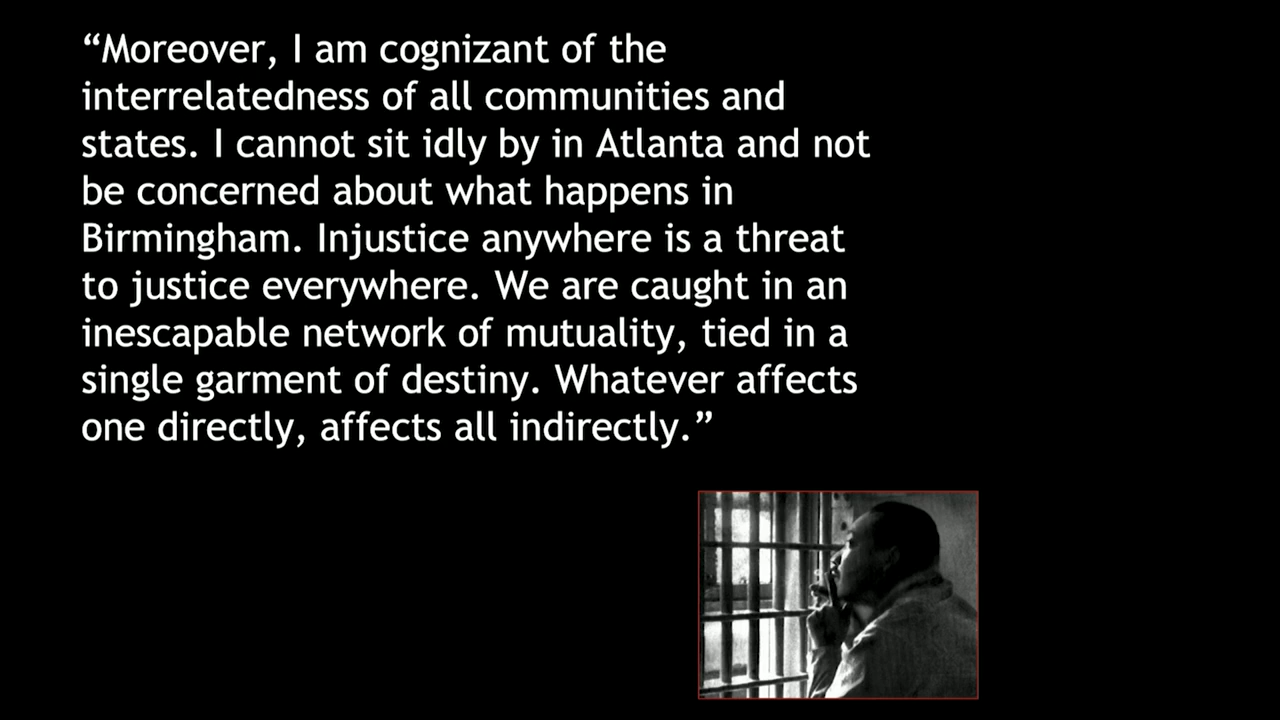 “Moreover, I am cognizant of the
interrelatedness of all communities and
states. I cannot sit idly by in Atlanta and not
be concerned about what happens in
Birmingham. Injustice anywhere is a threat
to justice everywhere. We are caught in an
inescapable network of mutuality, tied in a
single garment of destiny. Whatever affects
one directly, affects all indirectly.”